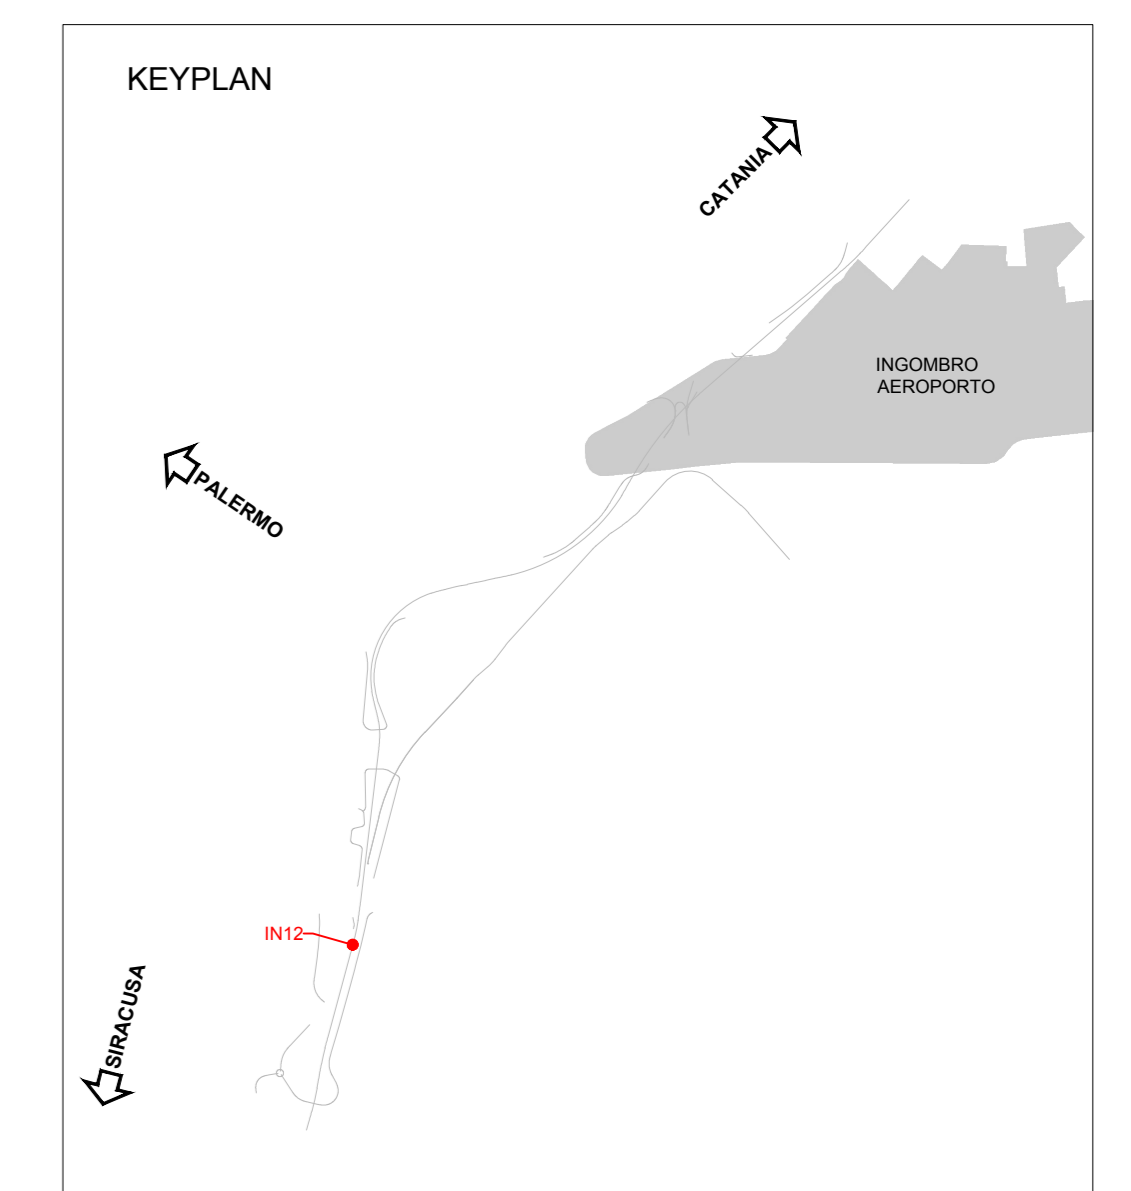 KEYPLAN
CATANIA
INGOMBRO
AEROPORTO
PALERMO
IN12
SIRACUSA